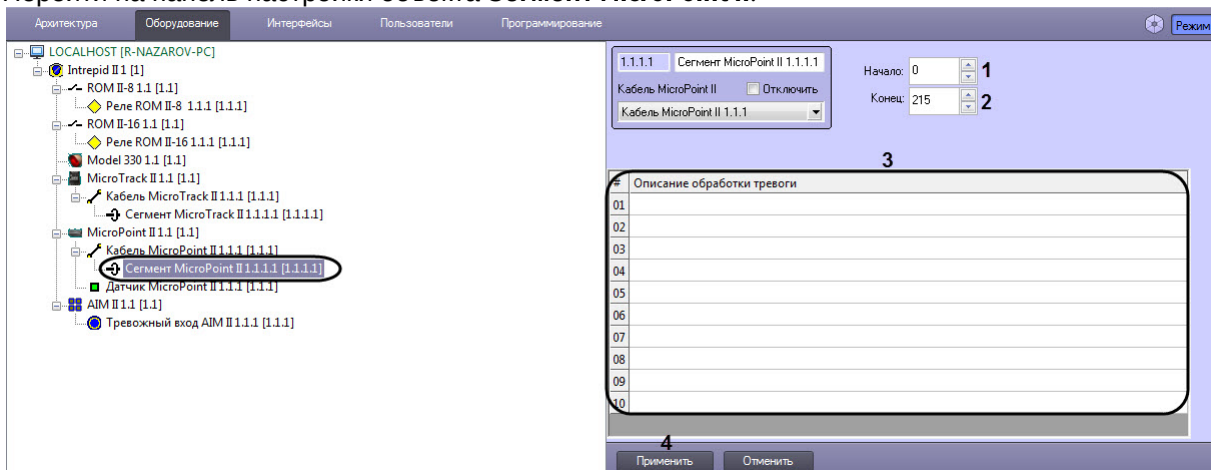 Архитектура Оборудование Интерфейсы Пользователи Программирование Режим
LOCALHOST [R-NAZAROV-PC]
Intrepid II 1 [1]
ROM II-8 1.1 [1.1]
Реле ROM II-8 1.1.1 [1.1.1]
ROM II-16 1.1 [1.1]
Реле ROM II-16 1.1.1 [1.1.1]
Model 330 1.1 [1.1]
MicroTrack II 1.1 [1.1]
Кабель MicroTrack II 1.1.1 [1.1.1]
Сегмент MicroTrack II 1.1.1.1 [1.1.1.1]
MicroPoint II 1.1 [1.1]
Кабель MicroPoint II 1.1.1 [1.1.1]
Сегмент MicroPoint II 1.1.1.1 [1.1.1.1]
Датчик MicroPoint II 1.1.1 [1.1.1]
AIM II 1.1 [1.1]
Тревожный вход AIM II 1.1.1 [1.1.1]
1.1.1.1 Сегмент MicroPoint II 1.1.1.1
Кабель MicroPoint II Отключить
Кабель MicroPoint II 1.1.1
Начало: 0 1
Конец: 215 2
3
# Описание обработки тревоги
01
02
03
04
05
06
07
08
09
10
4
Применить Отменить